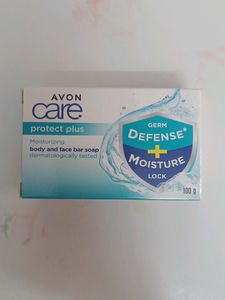 AVON
care
protect plus
Moisturizing
body and face bar soap
dermatologically tested
GERM
DEFENSE*
+
MOISTURE
LOCK
100 g